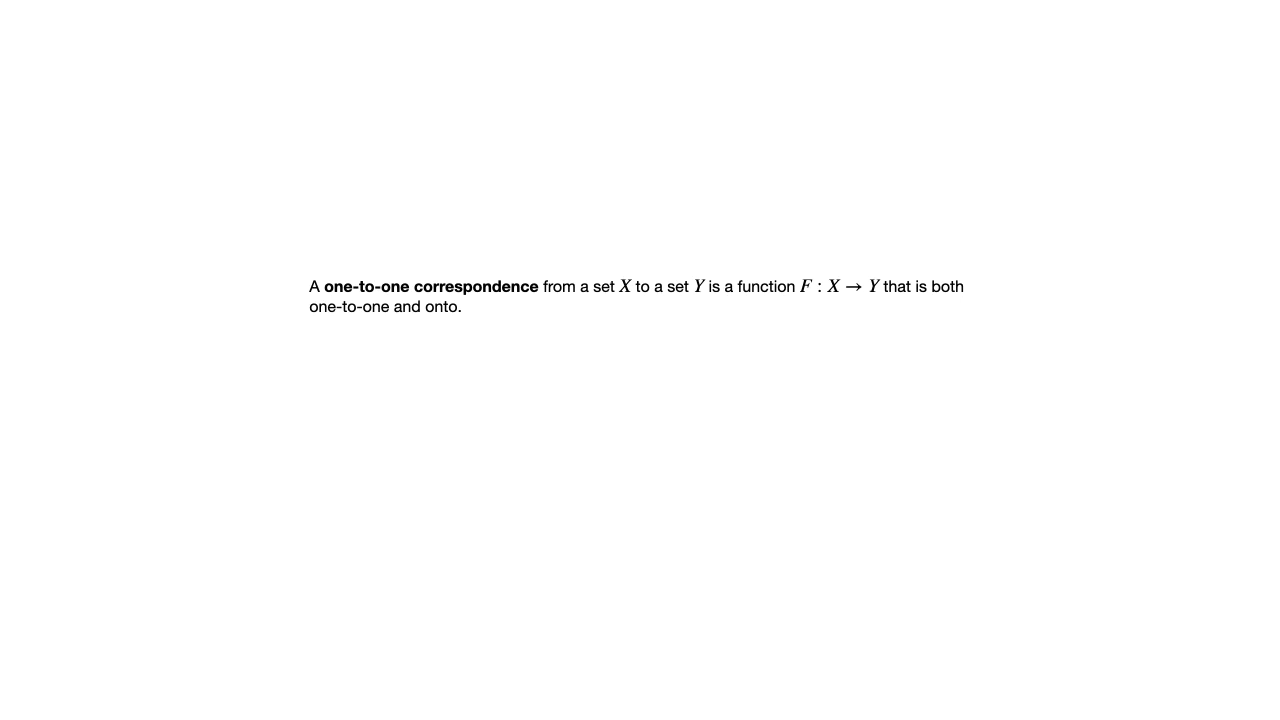 A one-to-one correspondence from a set X to a set Y is a function F : X → Y that is both
one-to-one and onto.